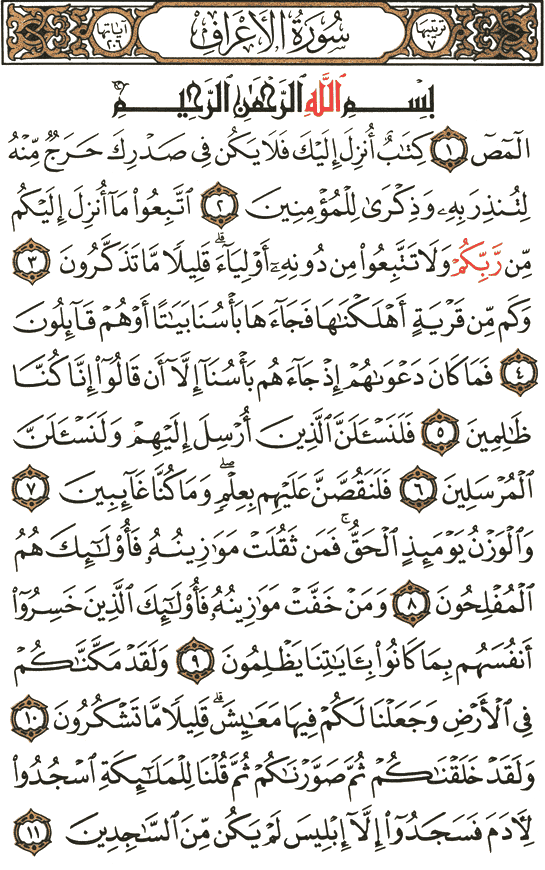 ترتيبها ٧ سُورَةُ الأَعْرَافِ آياتها ٢٠٦
بِسْمِ ٱللَّهِ ٱلرَّحْمَٰنِ ٱلرَّحِيمِ
الٓمٓصٓ ١ كِتَٰبٌ أُنزِلَ إِلَيْكَ فَلَا يَكُن فِى صَدْرِكَ حَرَجٌ مِّنْهُ
لِتُنذِرَ بِهِۦ وَذِكْرَىٰ لِلْمُؤْمِنِينَ ٢ ٱتَّبِعُوا۟ مَآ أُنزِلَ إِلَيْكُم
مِّن رَّبِّكُمْ وَلَا تَتَّبِعُوا۟ مِن دُونِهِۦٓ أَوْلِيَآءَ ۗ قَلِيلًا مَّا تَذَكَّرُونَ ٣
وَكَم مِّن قَرْيَةٍ أَهْلَكْنَٰهَا فَجَآءَهَا بَأْسُنَا بَيَٰتًا أَوْ هُمْ قَآئِلُونَ
٤ فَمَا كَانَ دَعْوَىٰهُمْ إِذْ جَآءَهُم بَأْسُنَآ إِلَّآ أَن قَالُوٓا۟ إِنَّا كُنَّا
ظَٰلِمِينَ ٥ فَلَنَسْـَٔلَنَّ ٱلَّذِينَ أُرْسِلَ إِلَيْهِمْ وَلَنَسْـَٔلَنَّ
ٱلْمُرْسَلِينَ ٦ فَلَنَقُصَّنَّ عَلَيْهِم بِعِلْمٍ ۖ وَمَا كُنَّا غَآئِبِينَ ٧
وَٱلْوَزْنُ يَوْمَئِذٍ ٱلْحَقُّ ۚ فَمَن ثَقُلَتْ مَوَٰزِينُهُۥ فَأُو۟لَٰٓئِكَ هُمُ
ٱلْمُفْلِحُونَ ٨ وَمَنْ خَفَّتْ مَوَٰزِينُهُۥ فَأُو۟لَٰٓئِكَ ٱلَّذِينَ خَسِرُوٓا۟
أَنفُسَهُم بِمَا كَانُوا۟ بِـَٔايَٰتِنَا يَظْلِمُونَ ٩ وَلَقَدْ مَكَّنَّٰكُمْ
فِى ٱلْأَرْضِ وَجَعَلْنَا لَكُمْ فِيهَا مَعَٰيِشَ ۗ قَلِيلًا مَّا تَشْكُرُونَ ١٠
وَلَقَدْ خَلَقْنَٰكُمْ ثُمَّ صَوَّرْنَٰكُمْ ثُمَّ قُلْنَا لِلْمَلَٰٓئِكَةِ ٱسْجُدُوا۟
لِـَٔادَمَ فَسَجَدُوٓا۟ إِلَّآ إِبْلِيسَ لَمْ يَكُن مِّنَ ٱلسَّٰجِدِينَ ١١